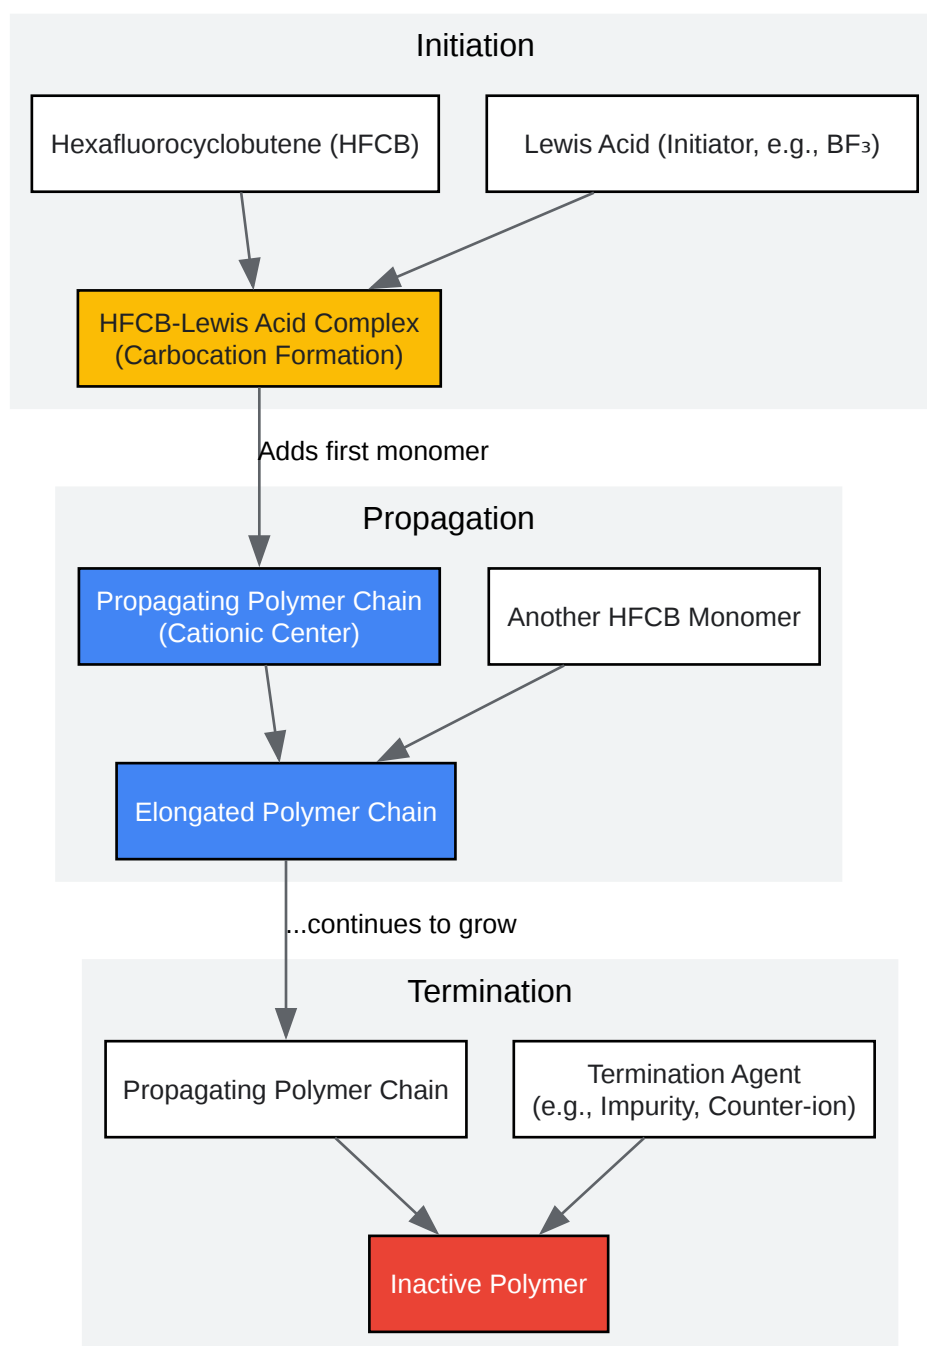 Initiation
Hexafluorocyclobutene (HFCB)
Lewis Acid (Initiator, e.g., BF₃)
HFCB-Lewis Acid Complex
(Carbocation Formation)
Adds first monomer
Propagation
Propagating Polymer Chain
(Cationic Center)
Another HFCB Monomer
Elongated Polymer Chain
...continues to grow
Termination
Propagating Polymer Chain
Termination Agent
(e.g., Impurity, Counter-ion)
Inactive Polymer